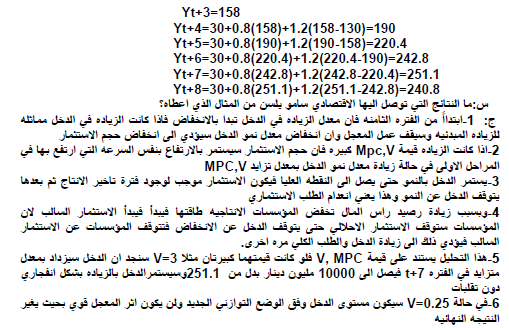 Yt+3=158
Yt+4=30+0.8(158)+1.2(158-130)=190
Yt+5=30+0.8(190)+1.2(190-158)=220.4
Yt+6=30+0.8(220.4)+1.2(220.4-190)=242.8
Yt+7=30+0.8(242.8)+1.2(242.8-220.4)=251.1
Yt+8=30+0.8(251.1)+1.2(251.1-242.8)=240.8
س:ما النتائج التي توصل اليها الاقتصادي سامو يلسن من المثال الذي اعطاه؟
ج: 1-ابتداأ من الفتره الثامنه فأن معدل الزياده في الدخل تبدا بالانخفاض فاذا كانت الزياده في الدخل مماثله
للزياده المبدئيه وسيقف عمل المعجل وان انخفاض معدل نمو الدخل سيؤدي الى انخفاض حجم الاستثمار
2-اذا كانت الزياده قيمة Mpc,V كبيره فان حجم الاستثمار سيستمر بالارتفاع بنفس السرعه التي ارتفع بها في
المراحل الاولى في حالة زيادة معدل نمو الدخل بمعدل تزايد MPC,V
3-يستمر الدخل بالنمو حتى يصل الى النقطه العليا فيكون الاستثمار موجب لوجود فترة تاخير الانتاج ثم بعدها
يتوقف الدخل عن النمو وهذا يعني انعدام الطلب الاستثماري
4-وبسبب زيادة رصيد راس المال تخفض المؤسسات الانتاجيه طاقتها فيبدأ فيبدأ الاستثمار السالب لان
المؤسسات ستوقف الاستثمار الاحلالي حتى يتوقف الدخل عن الانخفاض فتتوقف المؤسسات عن الاستثمار
السالب فيؤدي ذلك الى زيادة الدخل والطلب الكلي مره اخرى.
5-هذا التحليل يستند على قيمة V, MPC فلو كانت قيمتهما كبيرتان مثلا V=3 سنجد ان الدخل سيزداد بمعدل
متزايد في الفتره t+7 فيصل الى 10000 مليون دينار بدل من 251.1 وسيستمرالدخل بالزياده بشكل انفجاري
دون تقلبات
6-في حالة V=0.25 سيكون مستوى الدخل وفق الوضع التوازني الجديد ولن يكون اثر المعجل قوي بحيث يغير
النتيجه النهائيه